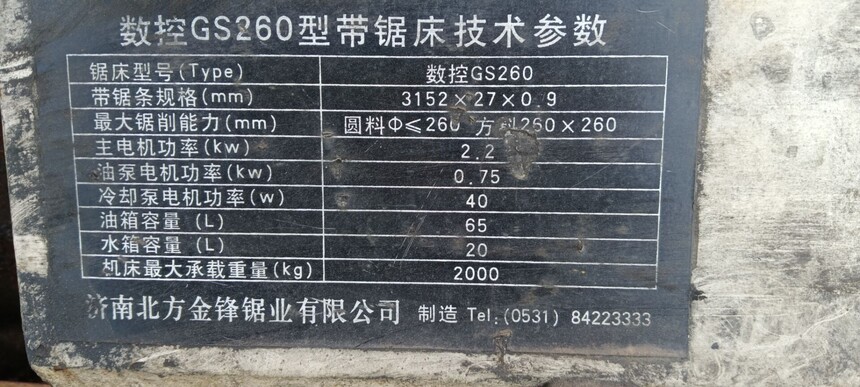 数控GS260型带锯床技术参数
锯床型号(Type) 数控GS260
带锯条规格(mm) 3152×27×0.9
最大锯削能力(mm) 圆料Φ≤260 方料260×260
主电机功率(kw) 2.2
油泵电机功率(kw) 0.75
冷却泵电机功率(w) 40
油箱容量 (L) 65
水箱容量 (L) 20
机床最大承载重量(kg) 2000
济南北方金锋锯业有限公司 制造 Tel:(0531) 84223333